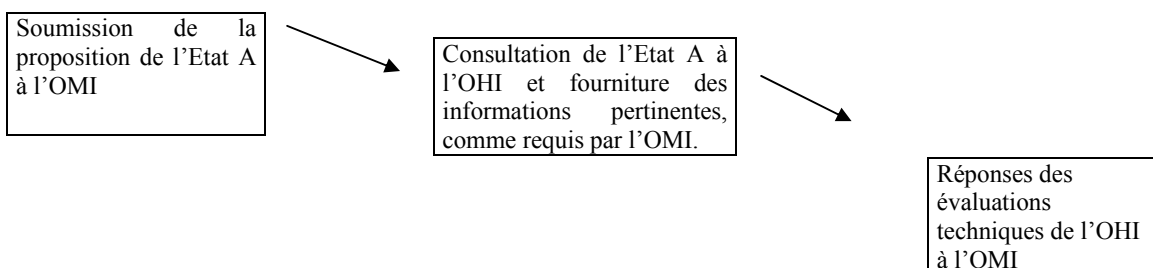 Soumission de la
proposition de l’Etat A
à l’OMI
Consultation de l’Etat A à
l’OHI et fourniture des
informations pertinentes,
comme requis par l’OMI.
Réponses des
évaluations
techniques de l’OHI
à l’OMI